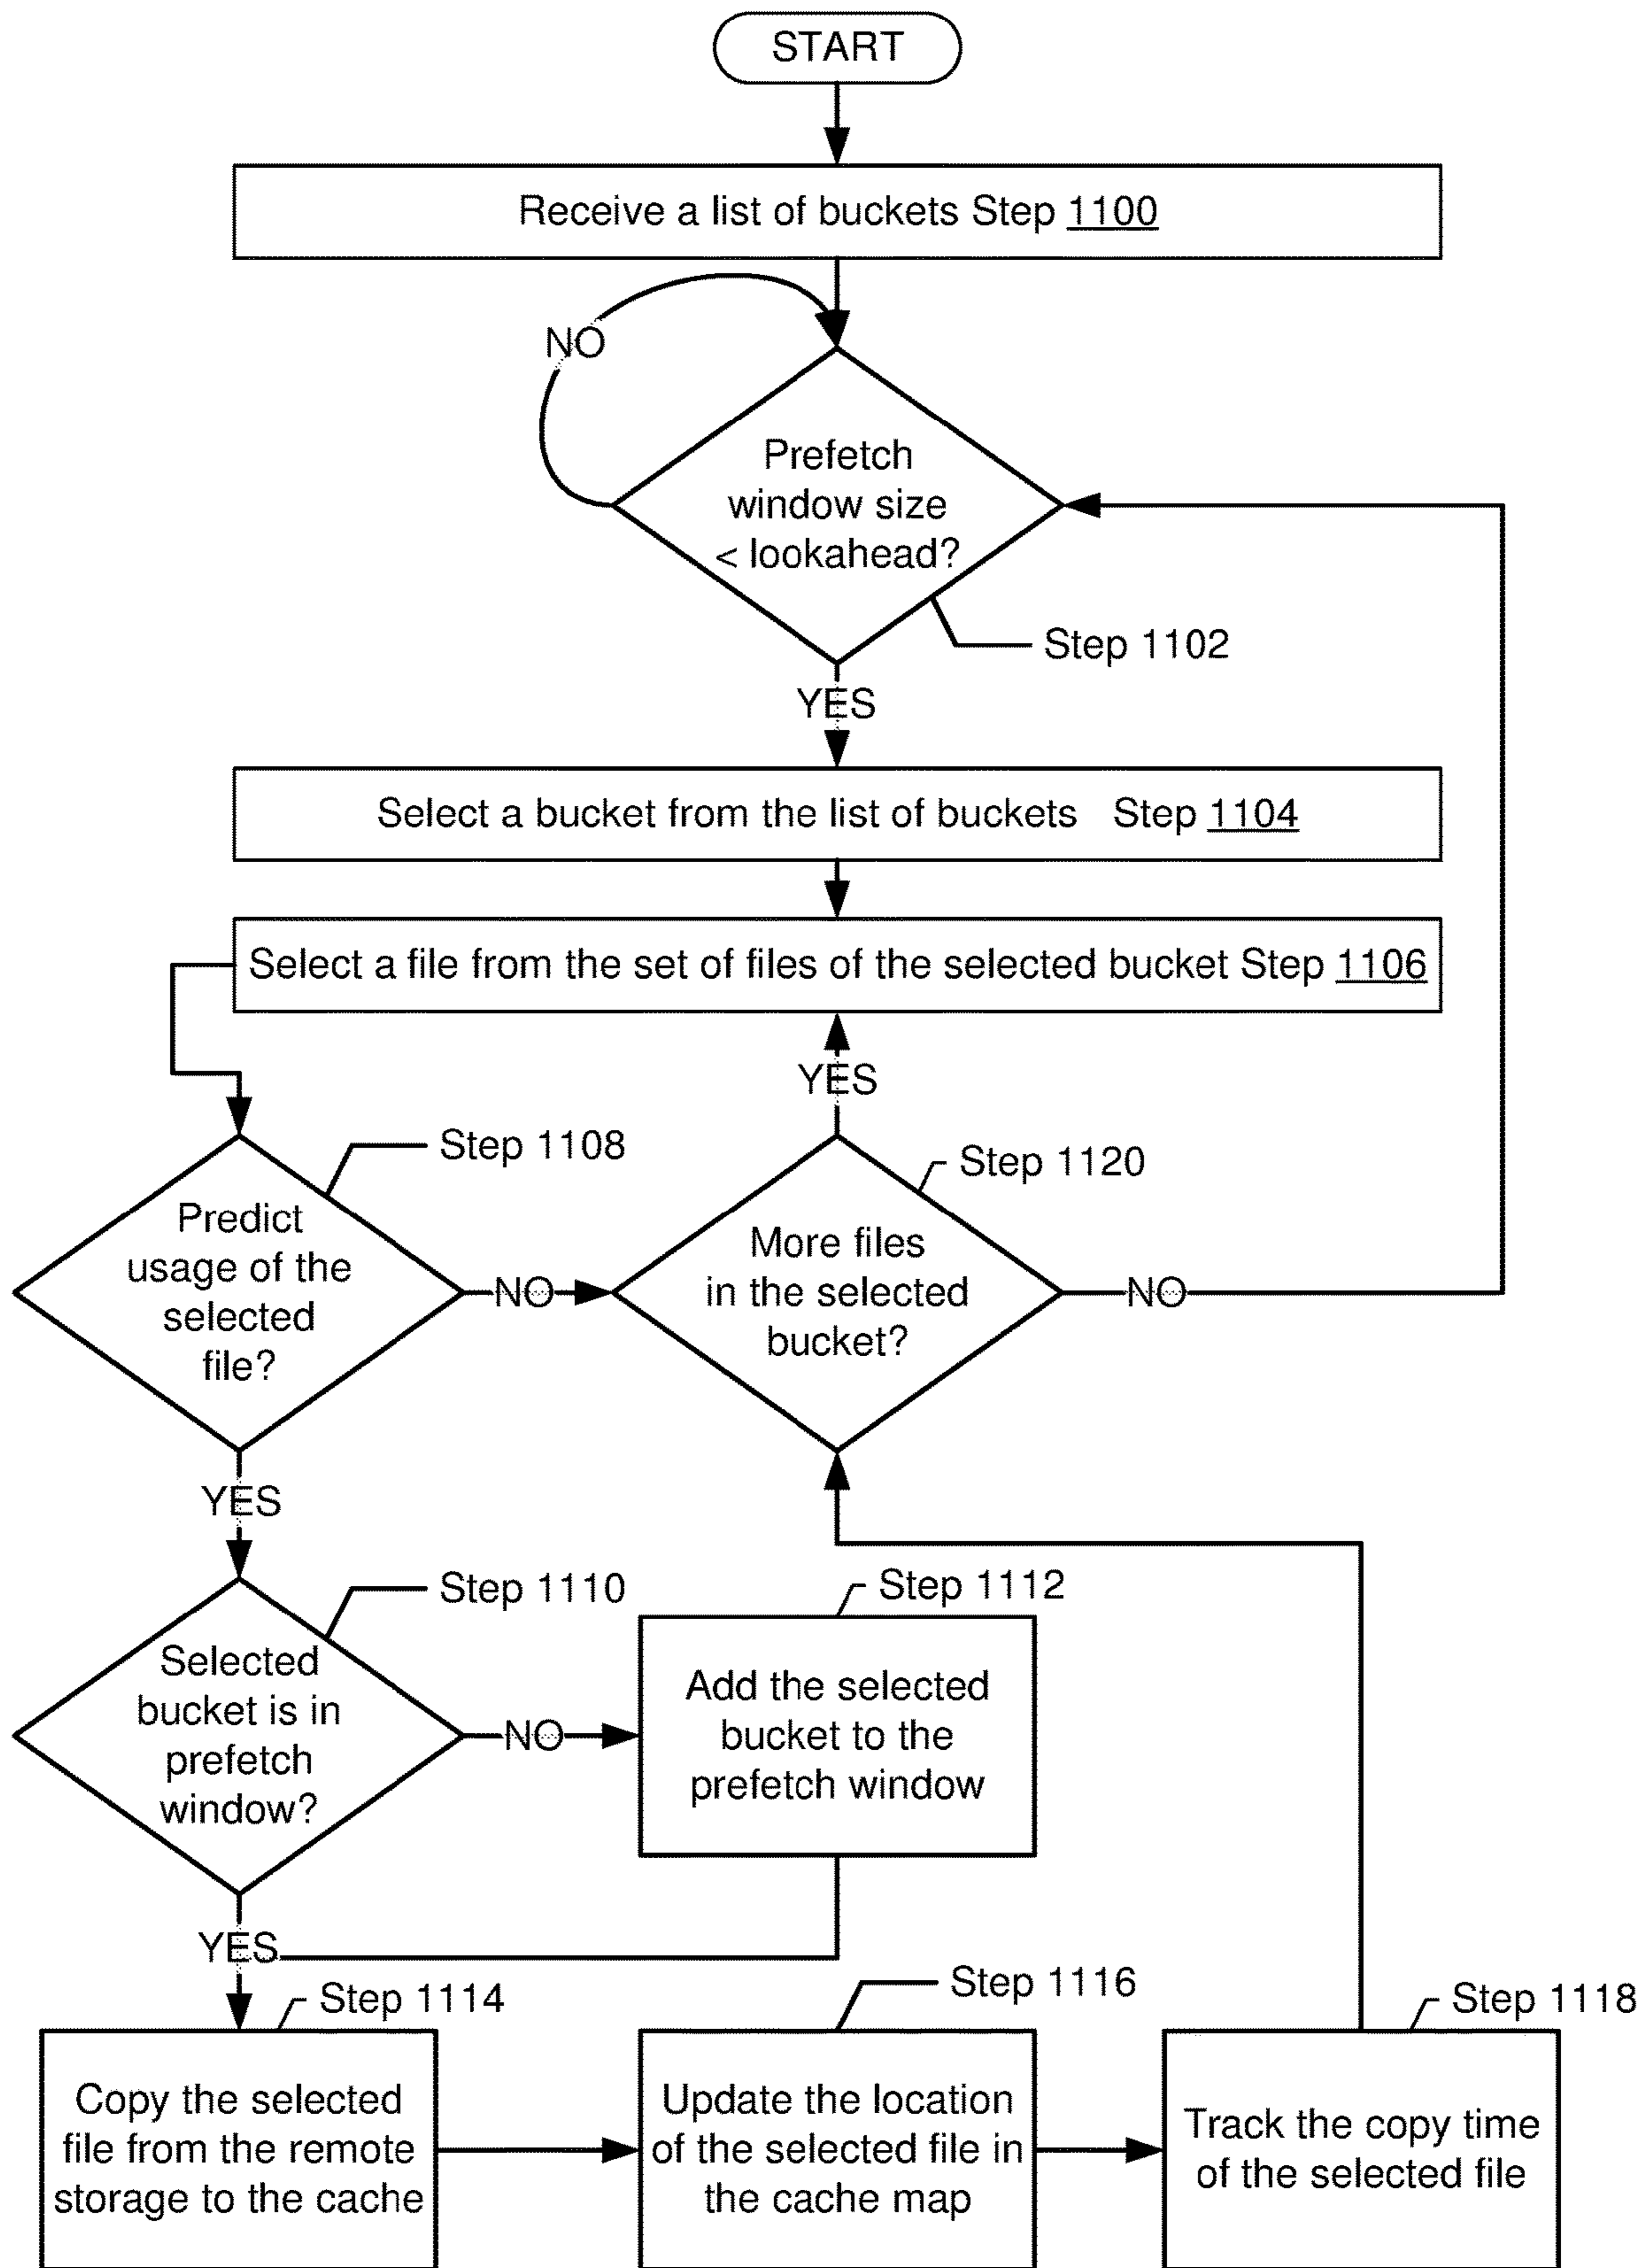 START
Receive a list of buckets Step 1100
NO
Prefetch
window size
< lookahead?
Step 1102
YES
Select a bucket from the list of buckets Step 1104
Select a file from the set of files of the selected bucket Step 1106
YES
Step 1108
Step 1120
Predict
usage of the
selected
file?
NO
More files
in the selected
bucket?
NO
YES
Step 1110
Step 1112
Selected
bucket is in
prefetch
window?
NO
Add the selected
bucket to the
prefetch window
YES
Step 1114
Step 1116
Step 1118
Copy the selected
file from the remote
storage to the cache
Update the location
of the selected file in
the cache map
Track the copy time
of the selected file